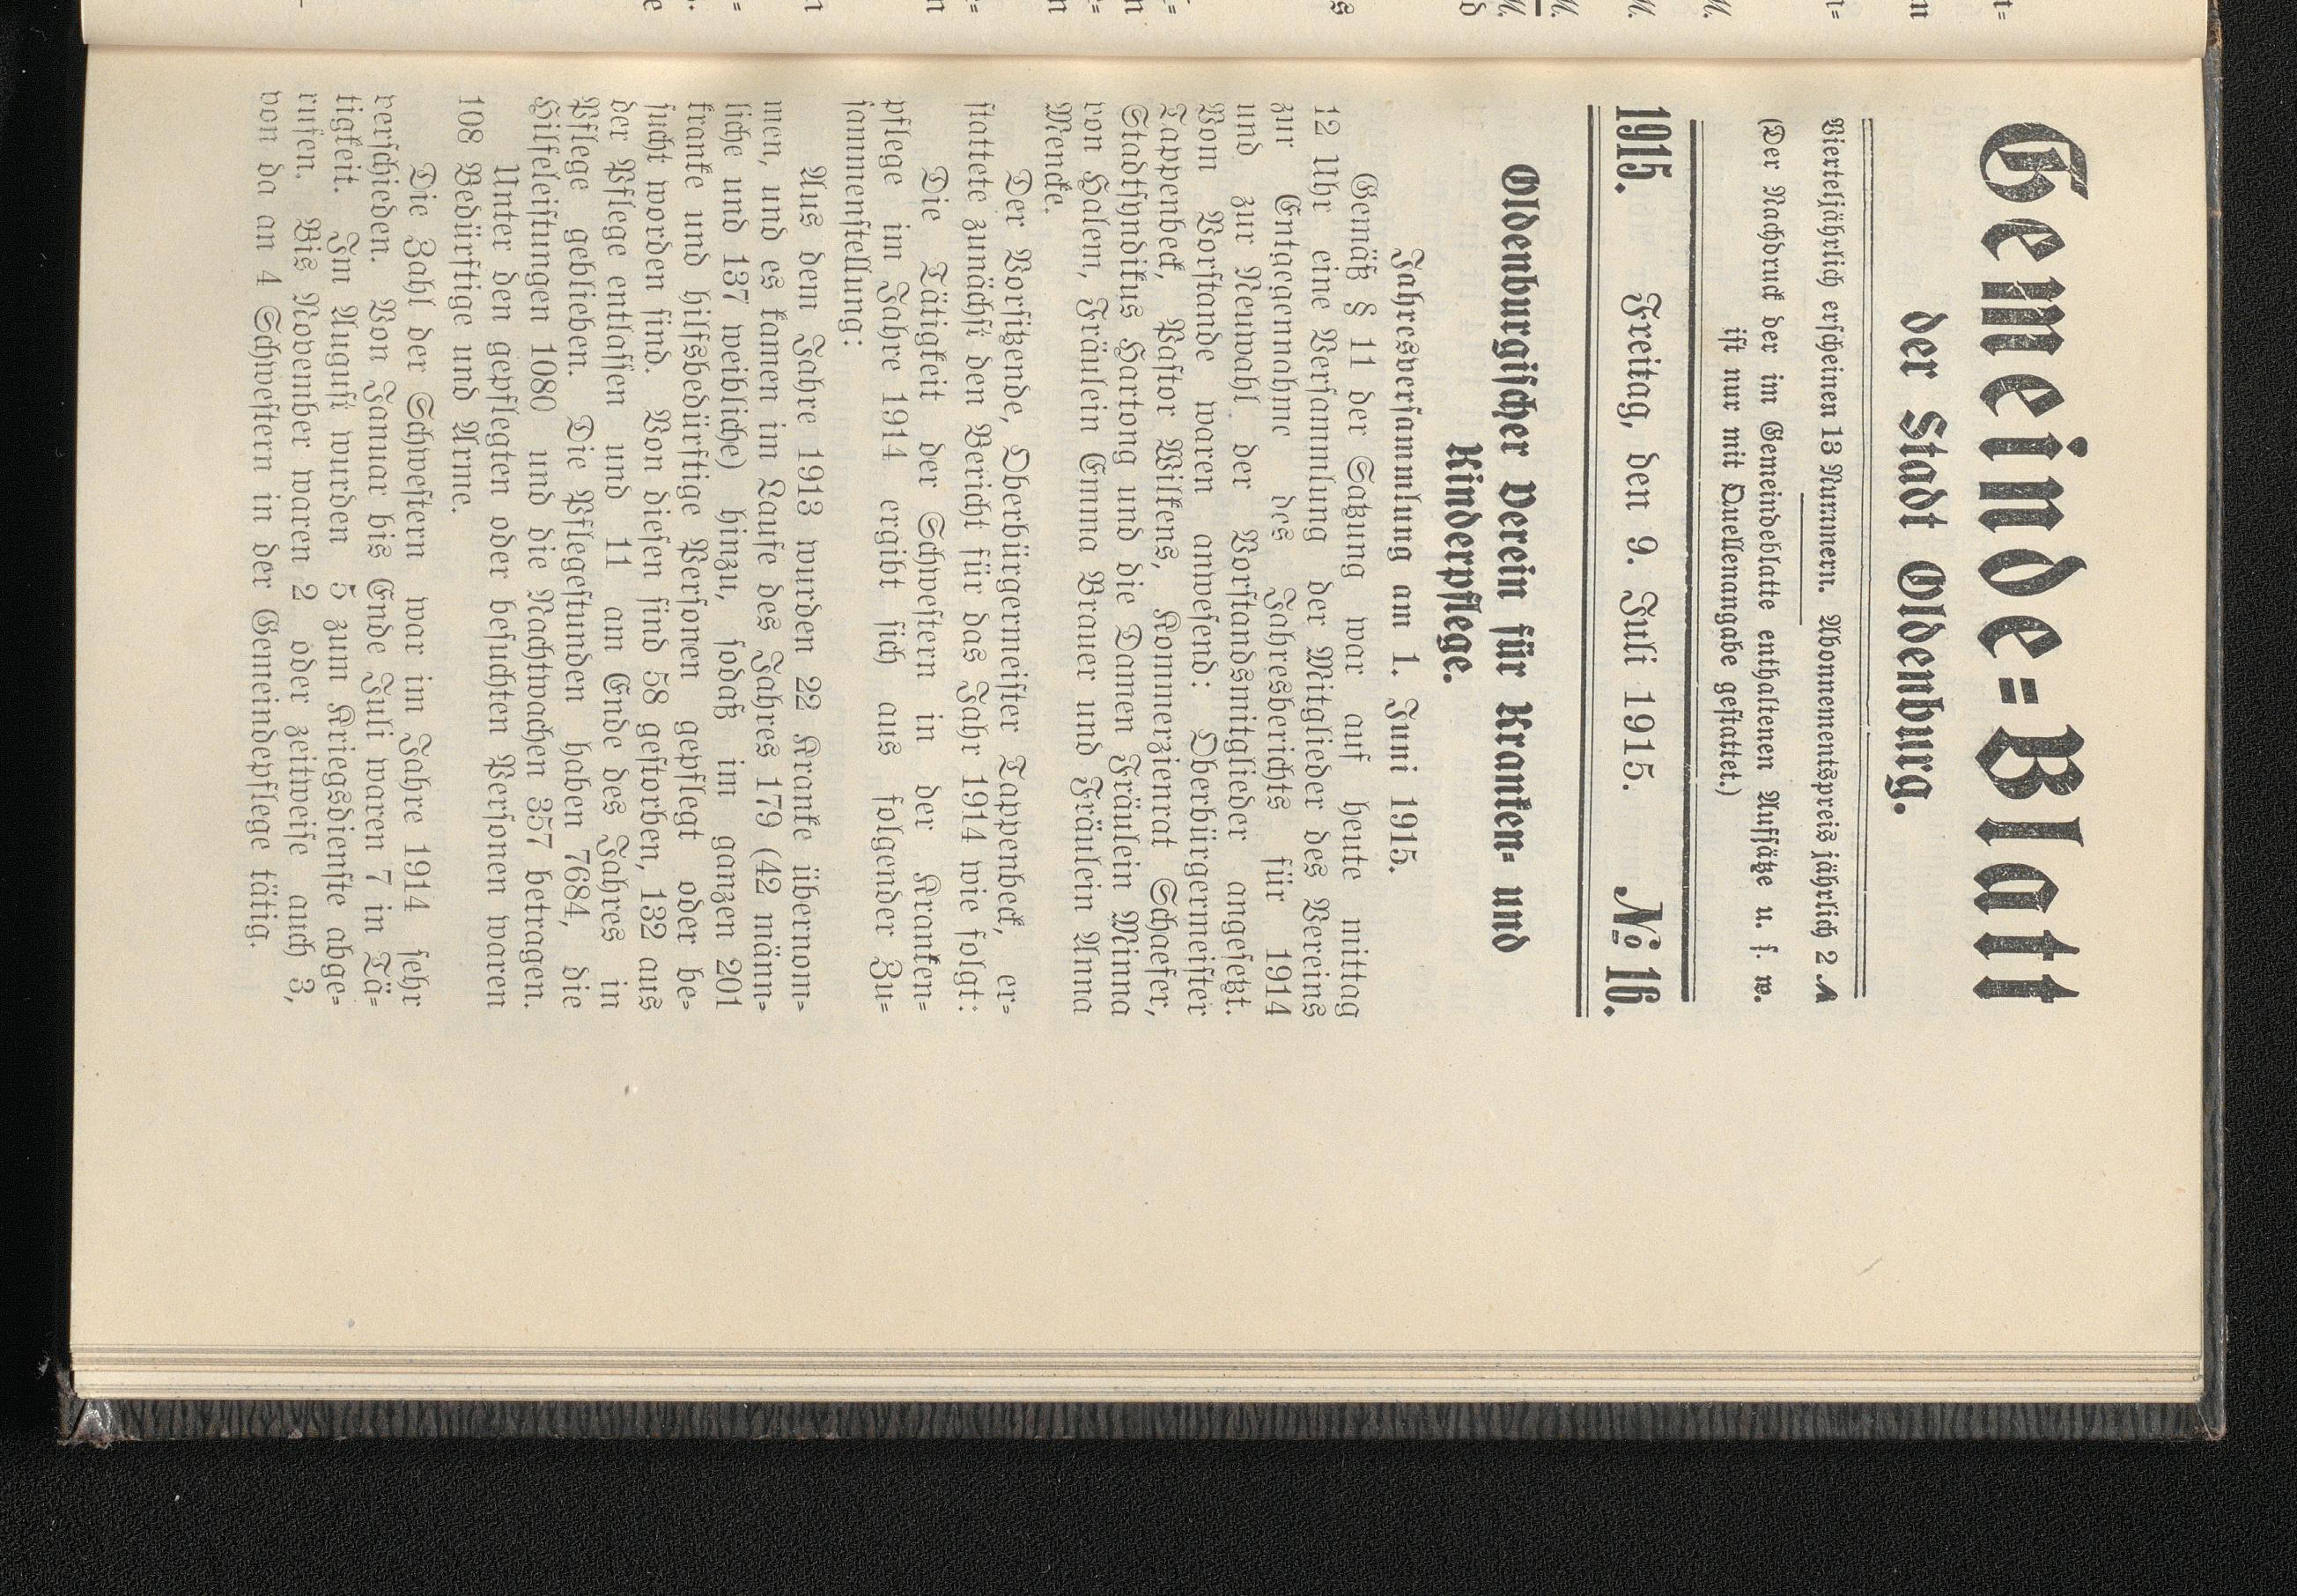 Gemeinde=Blatt
der Stadt Oldenburg.
Vierteljährlich erscheinen 13 Nummern. Abonnementspreis jährlich 2 ℳ
(Der Nachdruck der im Gemeindeblatte enthaltenen Aufsätze u. s. w.
ist nur mit Quellenangabe gestattet.)
1915. Freitag, den 9. Juli 1915. № 16.
Oldenburgischer Verein für Kranken- und
Kinderpflege.
Jahresversammlung am 1. Juni 1915.
Gemäß § 11 der Satzung war auf heute mittag
12 Uhr eine Versammlung der Mitglieder des Vereins
zur Entgegennahme des Jahresberichts für 1914
und zur Neuwahl der Vorstandsmitglieder angesetzt.
Vom Vorstande waren anwesend: Oberbürgermeister
Tappenbeck, Pastor Wilkens, Kommerzienrat Schaefer,
Stadtsyndikus Hartong und die Damen Fräulein Minna
von Halem, Fräulein Emma Brauer und Fräulein Anna
Mencke.
Der Vorsitzende, Oberbürgermeister Tappenbeck, er=
stattete zunächst den Bericht für das Jahr 1914 wie folgt:
Die Tätigkeit der Schwestern in der Kranken=
pflege im Jahre 1914 ergibt sich aus folgender Zu=
sammenstellung:
Aus dem Jahre 1913 wurden 22 Kranke übernom=
men, und es kamen im Laufe des Jahres 179 (42 männ=
liche und 137 weibliche) hinzu, sodaß im ganzen 201
kranke und hilfsbedürftige Personen gepflegt oder be=
sucht worden sind. Von diesen sind 58 gestorben, 132 aus
der Pflege entlassen und 11 am Ende des Jahres in
Pflege geblieben. Die Pflegestunden haben 7684, die
Hilfeleistungen 1080 und die Nachtwachen 357 betragen.
Unter den gepflegten oder besuchten Personen waren
108 Bedürftige und Arme.
Die Zahl der Schwestern war im Jahre 1914 sehr
verschieden. Von Januar bis Ende Juli waren 7 in Tä=
tigkeit. Im August wurden 5 zum Kriegsdienste abge=
rufen. Bis November waren 2 oder zeitweise auch 3,
von da an 4 Schwestern in der Gemeindepflege tätig.